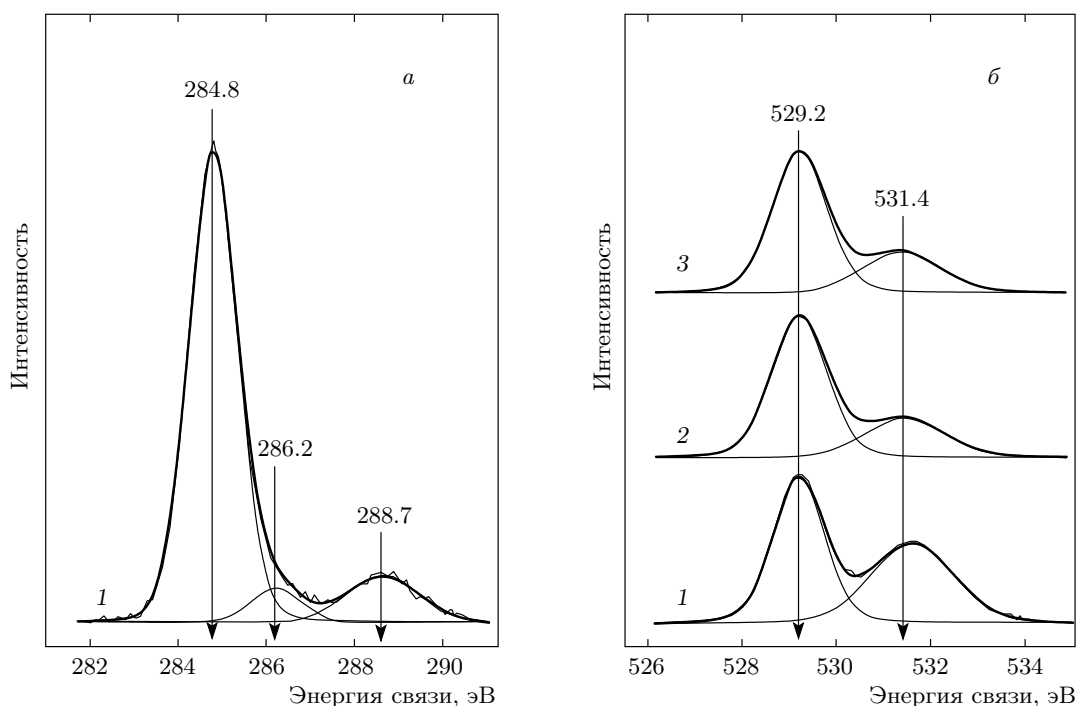 а
284.8
286.2
288.7
1
Интенсивность
282 284 286 288 290
Энергия связи, эВ
б
529.2
531.4
3
2
1
Интенсивность
526 528 530 532 534
Энергия связи, эВ